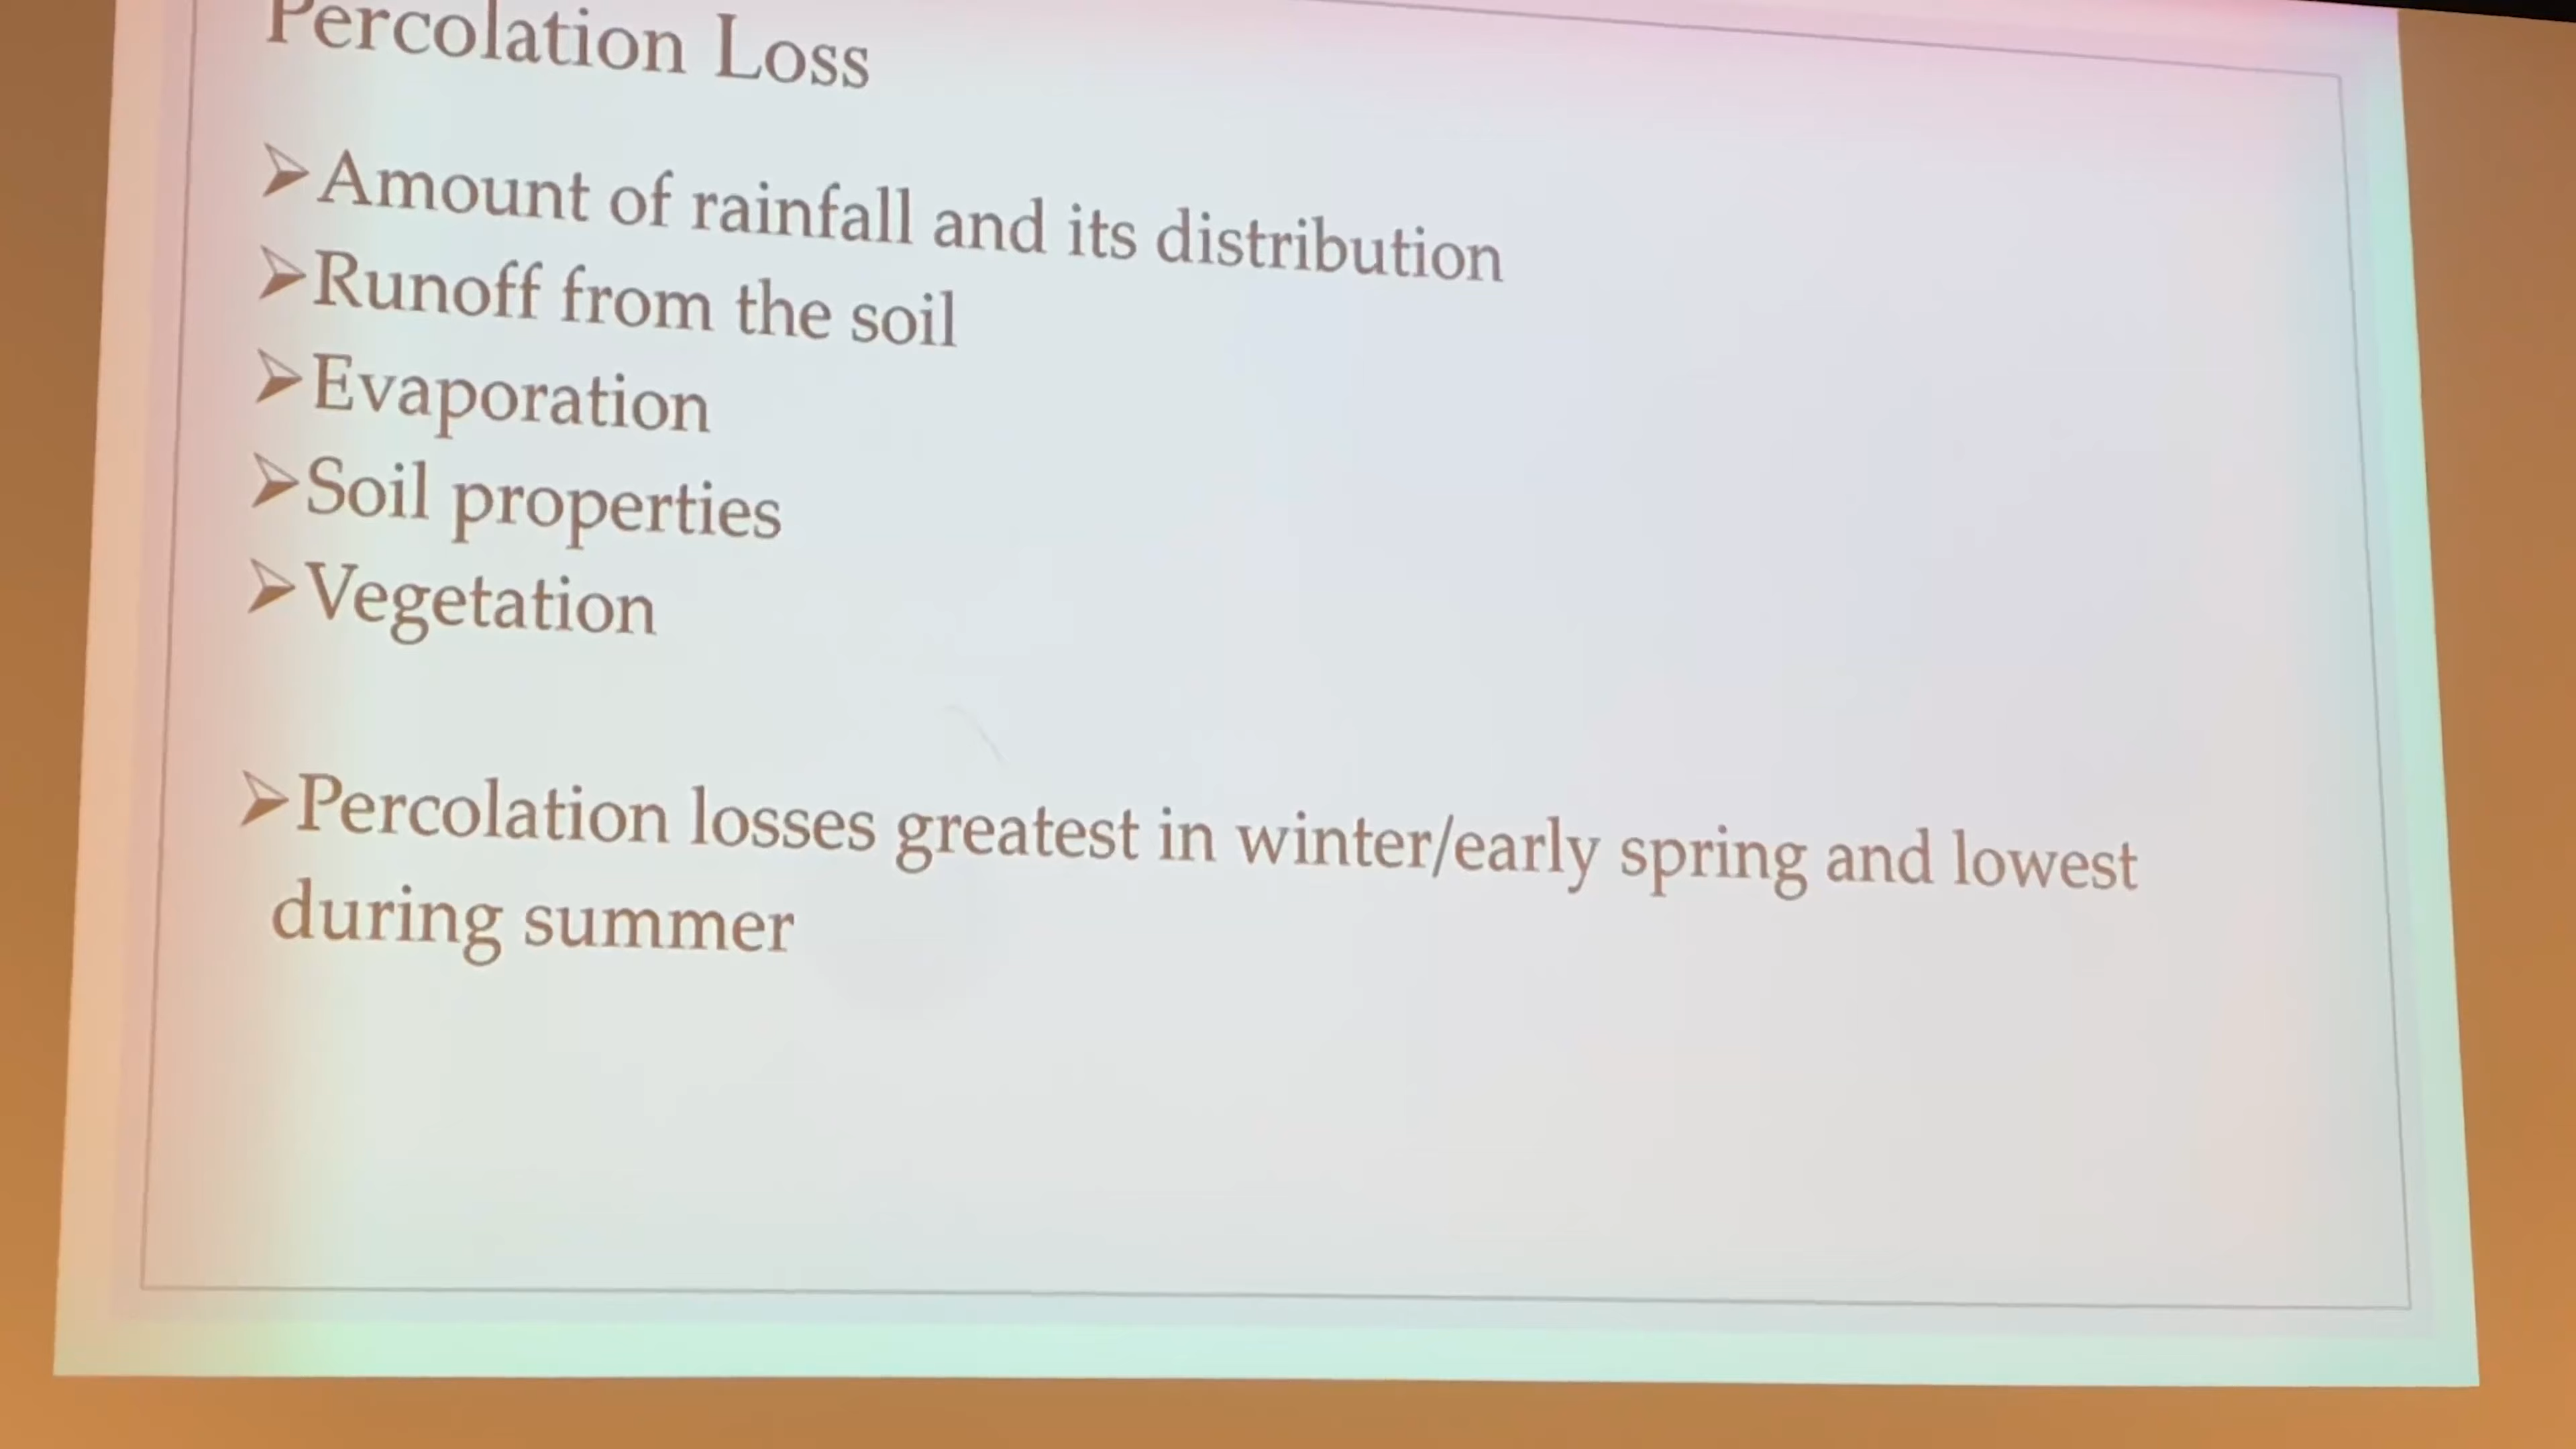 Percolation Loss
➢Amount of rainfall and its distribution
➢Runoff from the soil
➢Evaporation
➢Soil properties
➢Vegetation
➢Percolation losses greatest in winter/early spring and lowest
during summer